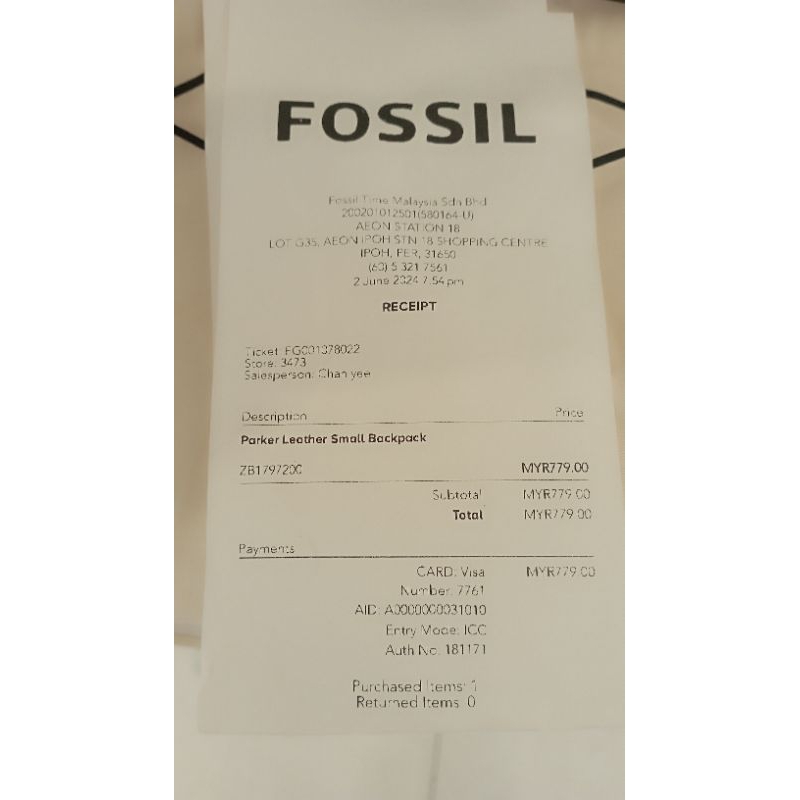 FOSSIL
Fossil Time Malaysia Sdn Bhd
200201012501(580164-U)
AEON STATION 18
LOT G35, AEON IPOH STN 18 SHOPPING CENTRE
IPOH, PER, 31650
(60) 5 321 7561
2 June 2024 7:54 pm
RECEIPT
Ticket: FG001378022
Store: 3473
Salesperson: Chan yee
Description Price
Parker Leather Small Backpack
ZB1797200 MYR779.00
Subtotal MYR779.00
Total MYR779.00
Payments
CARD: Visa MYR779.00
Number: 7761
AID: A0000000031010
Entry Mode: ICC
Auth No: 181171
Purchased Items: 1
Returned Items: 0